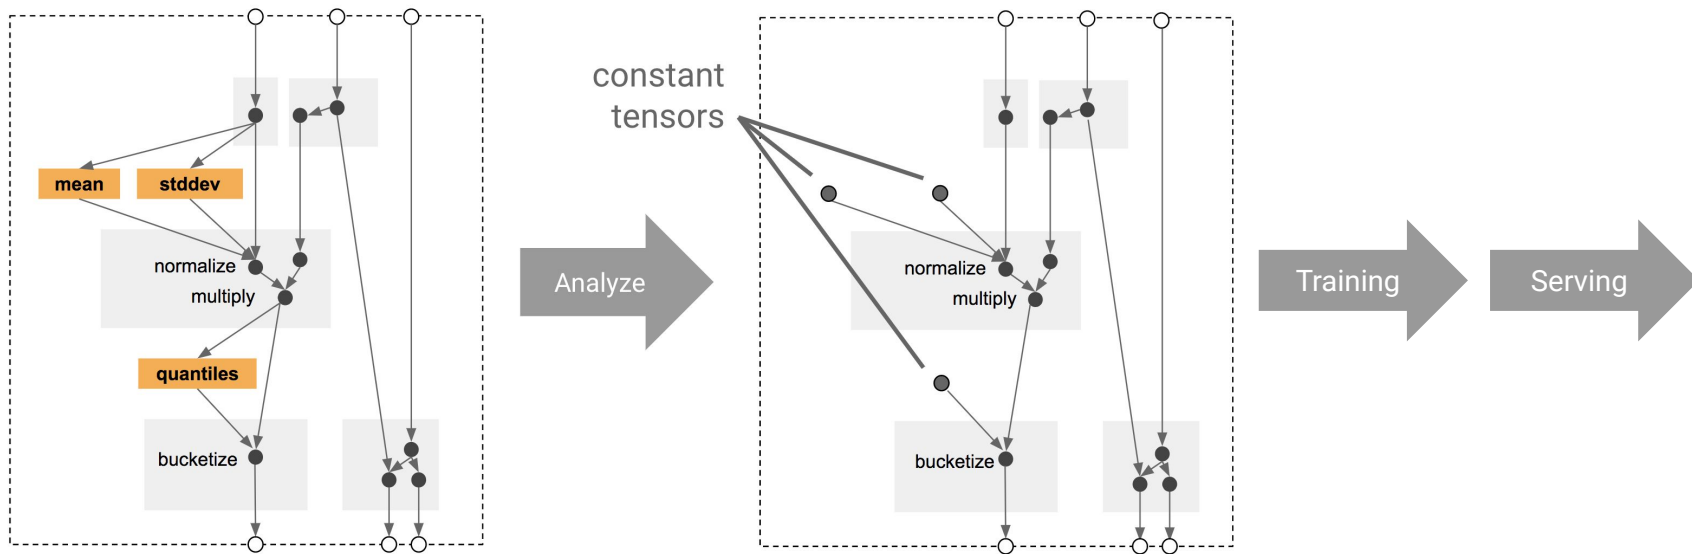 mean
stddev
normalize
multiply
quantiles
bucketize
Analyze
constant
tensors
normalize
multiply
bucketize
Training
Serving